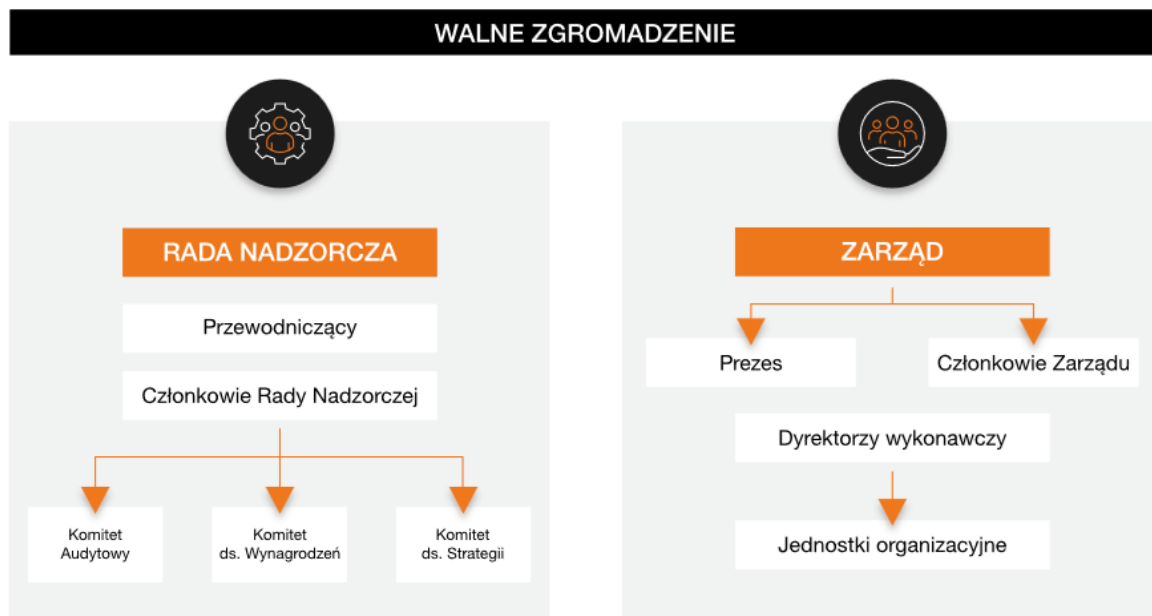 WALNE ZGROMADZENIE
RADA NADZORCZA
Przewodniczący
Członkowie Rady Nadzorczej
Komitet
Audytowy
Komitet
ds. Wynagrodzeń
Komitet
ds. Strategii
ZARZĄD
Prezes
Członkowie Zarządu
Dyrektorzy wykonawczy
Jednostki organizacyjne